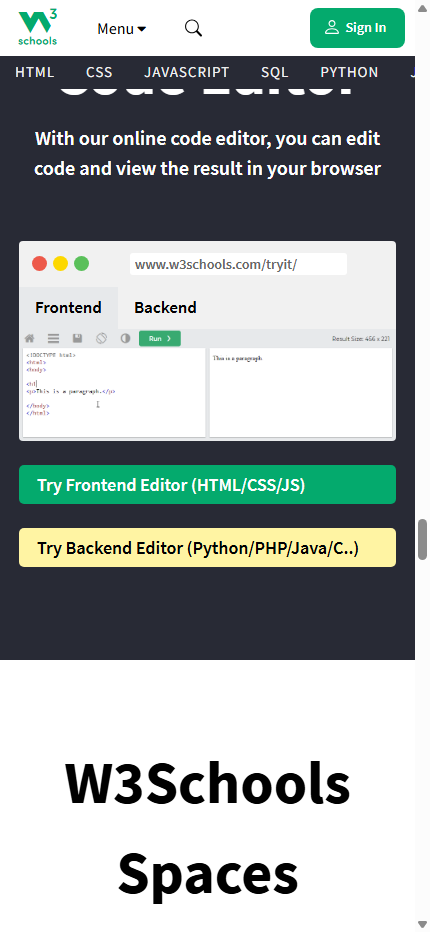 3
schools
Menu
Sign In
HTML CSS JAVASCRIPT SQL PYTHON
Code Editor
With our online code editor, you can edit
code and view the result in your browser
www.w3schools.com/tryit/
Frontend Backend
Run ❯ Result Size: 456 x 221
<!DOCTYPE html>
<html>
<body>
<h1
<p>This is a paragraph.</p>
</body>
</html>
This is a paragraph.
Try Frontend Editor (HTML/CSS/JS)
Try Backend Editor (Python/PHP/Java/C..)
W3Schools
Spaces